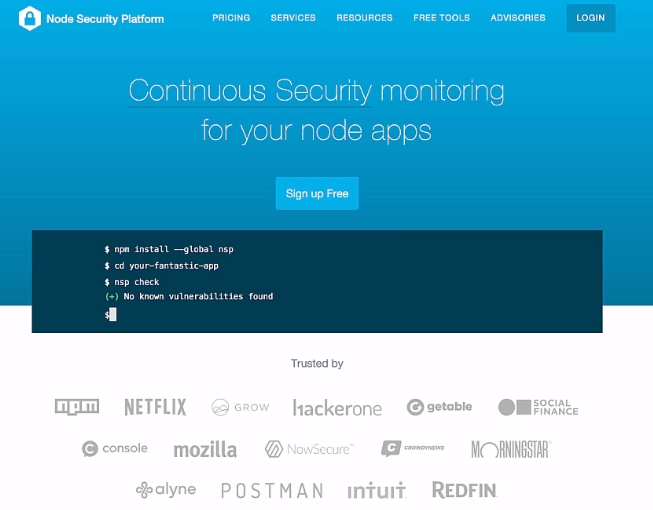 Node Security Platform
PRICING SERVICES RESOURCES FREE TOOLS ADVISORIES LOGIN
Continuous Security monitoring
for your node apps
Sign up Free
$ npm install --global nsp
$ cd your-fantastic-app
$ nsp check
(+) No known vulnerabilities found
$
Trusted by
npm NETFLIX GROW hackerone getable SOCIAL
FINANCE
console mozilla NowSecure™ CROWDYNEWS MORNINGSTAR®
alyne POSTMAN intuit REDFIN